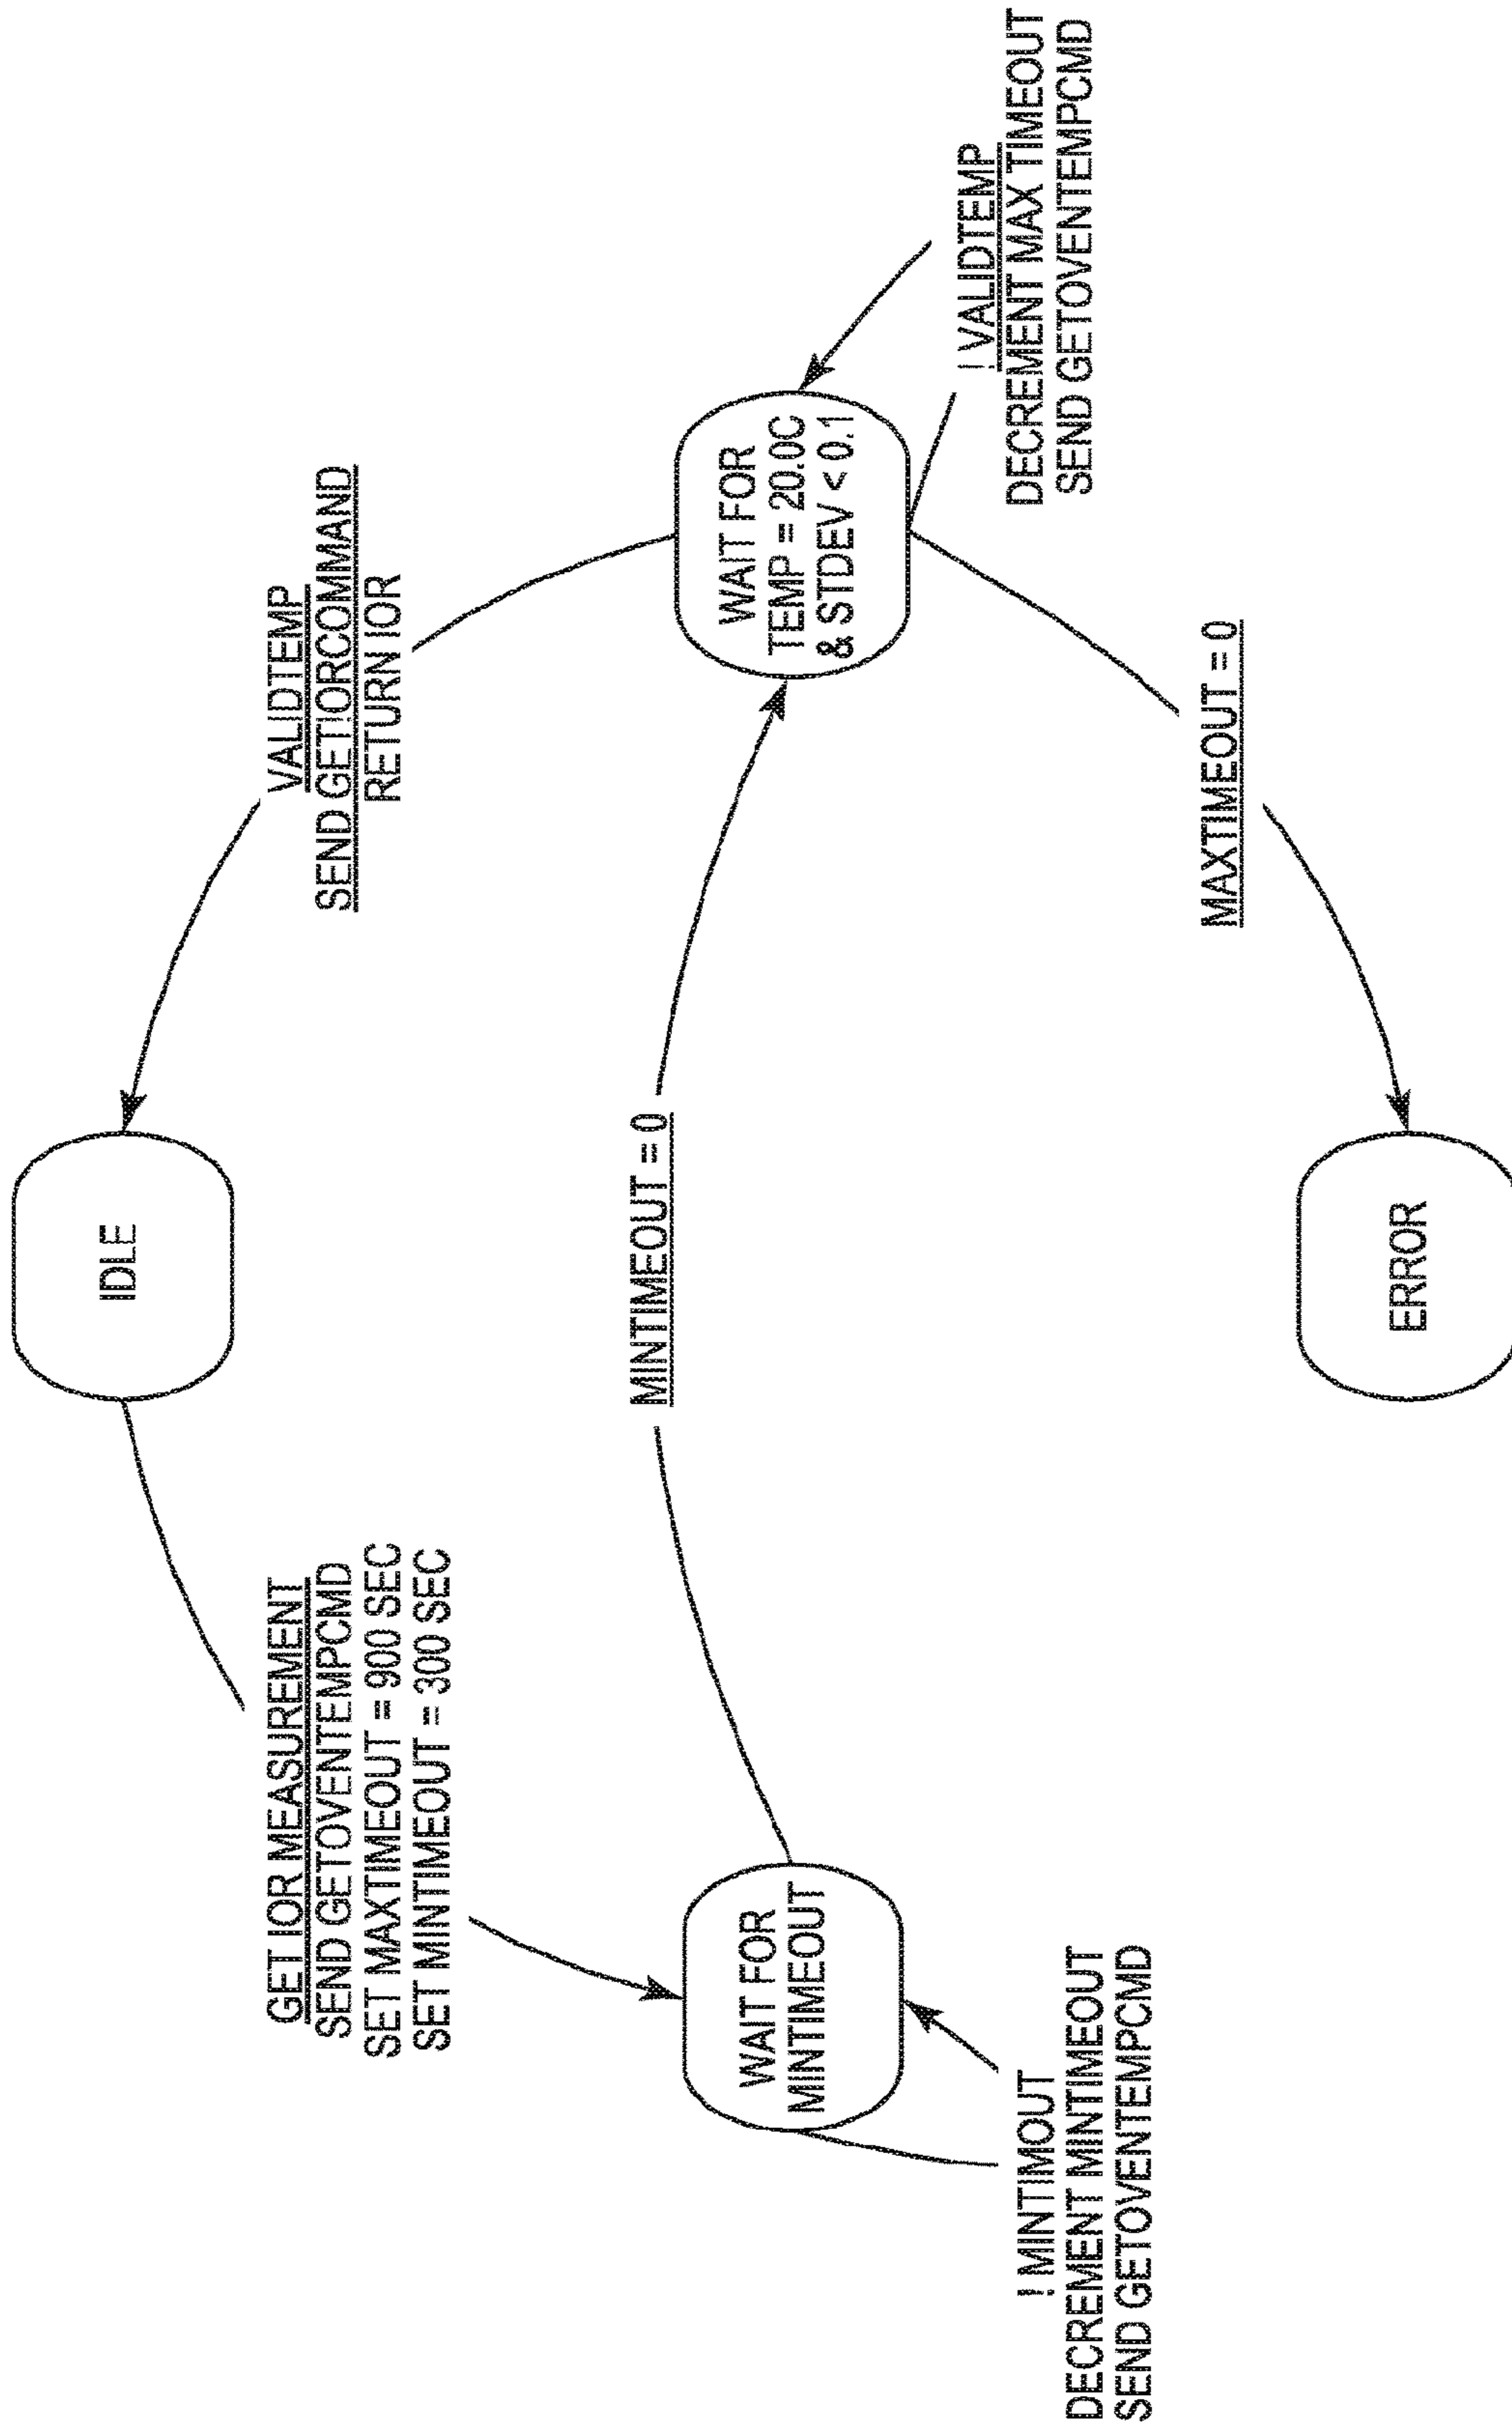 IDLE
GET IOR MEASUREMENT
SEND GETOVENTEMPCMD
SET MAXTIMEOUT = 900 SEC
SET MINTIMEOUT = 300 SEC
VALIDTEMP
SEND GETIORCOMMAND
RETURN IOR
WAIT FOR
MINTIMEOUT
MINTIMEOUT = 0
WAIT FOR
TEMP = 20.0C
& STDEV < 0.1
! MINTIMOUT
DECREMENT MINTIMEOUT
SEND GETOVENTEMPCMD
! VALIDTEMP
DECREMENT MAX TIMEOUT
SEND GETOVENTEMPCMD
MAXTIMEOUT = 0
ERROR